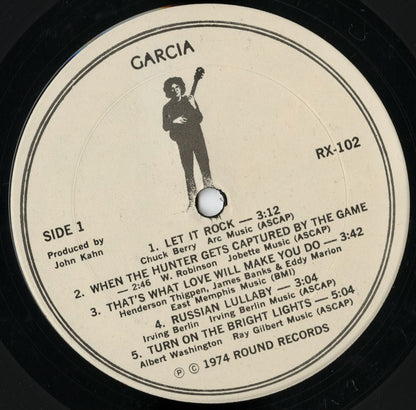 GARCIA
RX-102
SIDE 1
Produced by
John Kahn
1. LET IT ROCK — 3:12
Chuck Berry Arc Music (ASCAP)
2. WHEN THE HUNTER GETS CAPTURED BY THE GAME
— 2:46 W. Robinson Jobette Music (ASCAP)
3. THAT'S WHAT LOVE WILL MAKE YOU DO — 3:42
Henderson Thigpen, James Banks & Eddy Marion
East Memphis Music (BMI)
4. RUSSIAN LULLABY — 3:04
Irving Berlin Irving Berlin Music (ASCAP)
5. TURN ON THE BRIGHT LIGHTS — 5:04
Albert Washington Ray Gilbert Music (ASCAP)
℗ © 1974 ROUND RECORDS